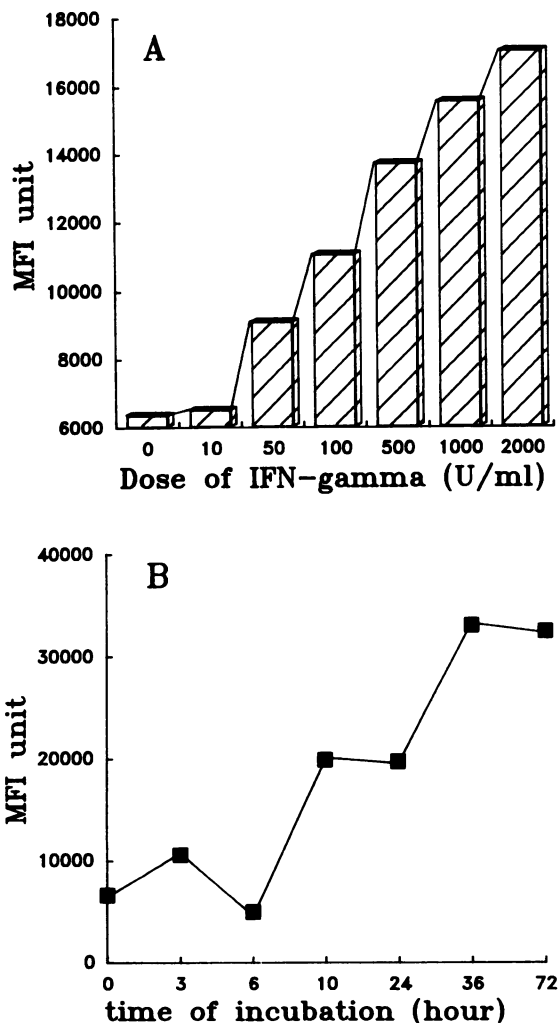 18000
A
16000
14000
MFI unit
12000
10000
8000
6000
0 10 50 100 500 1000 2000
Dose of IFN-gamma (U/ml)
40000
B
30000
MFI unit
20000
10000
0
0 3 6 10 24 36 72
time of incubation (hour)